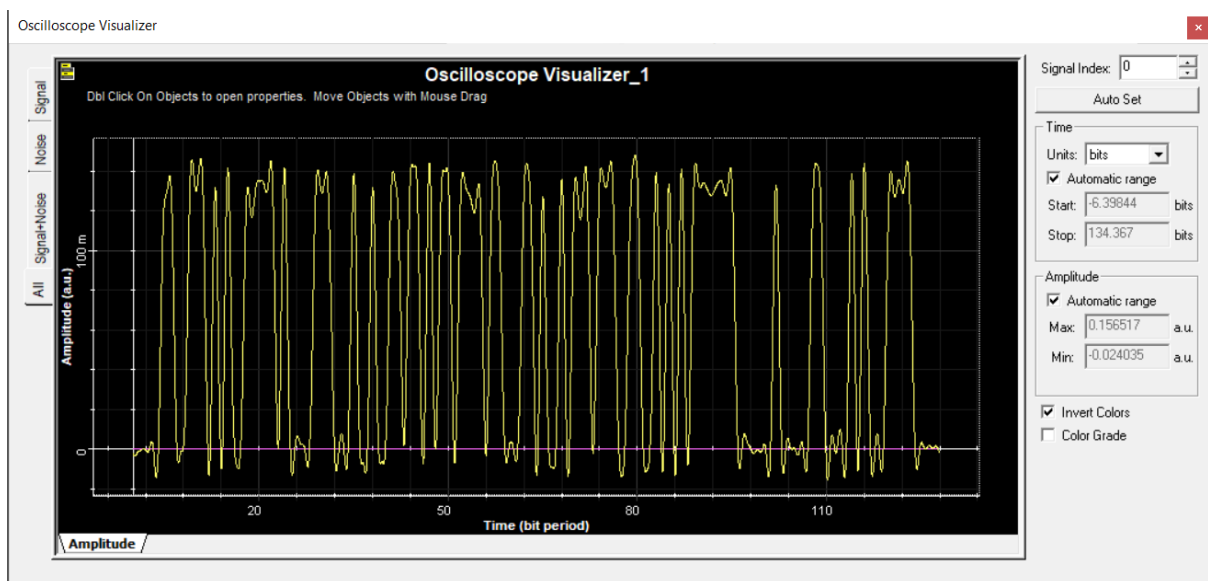 Oscilloscope Visualizer
×
Oscilloscope Visualizer_1
Dbl Click On Objects to open properties. Move Objects with Mouse Drag
Signal
Noise
Signal+Noise
All
Amplitude (a.u.)
100 m
0
20
50
80
110
Time (bit period)
Amplitude
Signal Index: 0
Auto Set
Time
Units: bits
Automatic range
Start: -6.39844 bits
Stop: 134.367 bits
Amplitude
Automatic range
Max: 0.156517 a.u.
Min: -0.024035 a.u.
Invert Colors
Color Grade